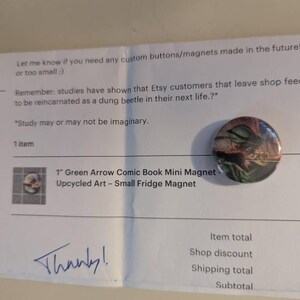 Let me know if you need any custom buttons/magnets made in the future!
or too small ;)
Remember: studies have shown that Etsy customers that leave shop feed
to be reincarnated as a dung beetle in their next life.?"
"Study may or may not be imaginary.
1 item
1" Green Arrow Comic Book Mini Magnet -
Upcycled Art – Small Fridge Magnet
Thanks!
Item total
Shop discount
Shipping total
Subtotal